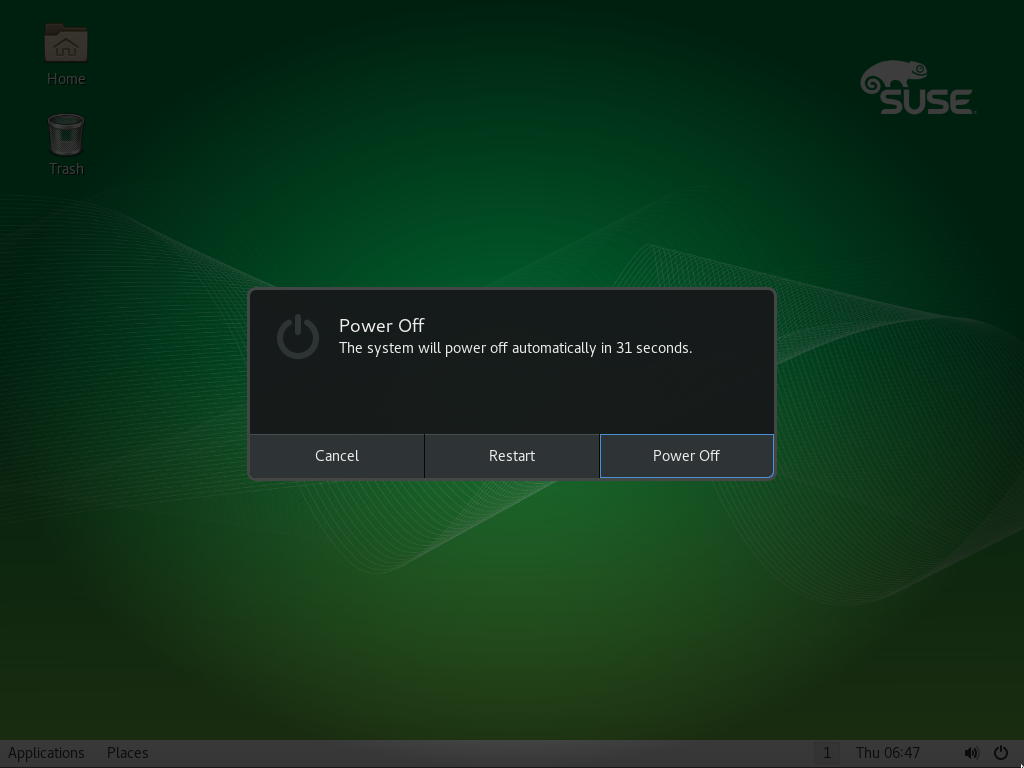 Home
SUSE
Trash
Power Off
The system will power off automatically in 31 seconds.
Cancel
Restart
Power Off
Applications
Places
1
Thu 06:47